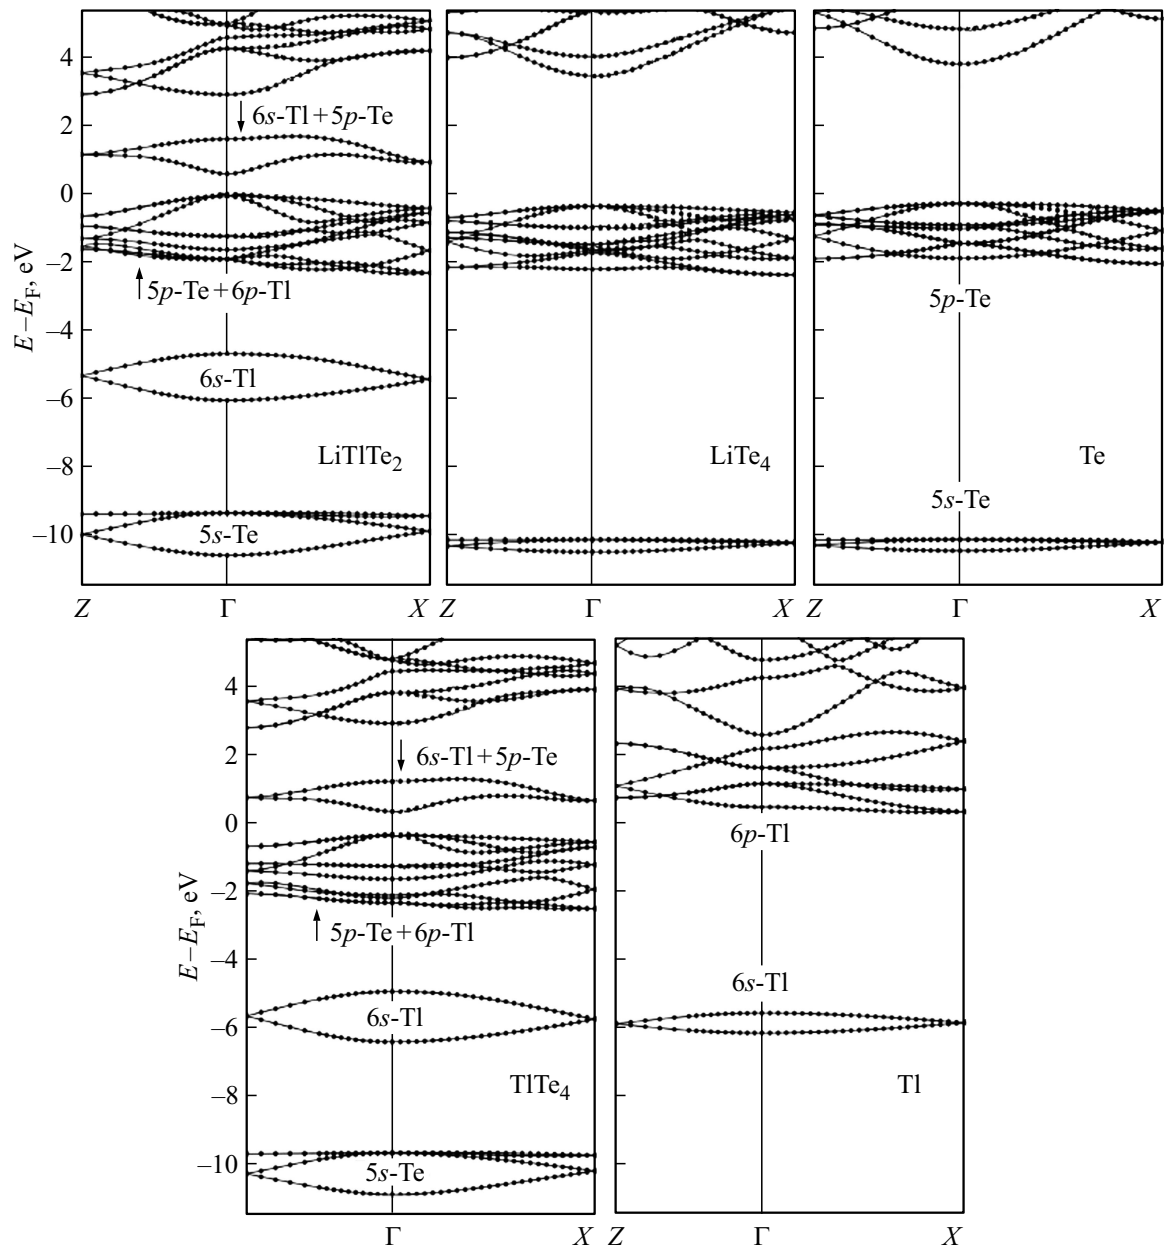 4
2
0
–2
–4
–6
–8
–10
E–E_F, eV
6s-Tl + 5p-Te
5p-Te + 6p-Tl
6s-Tl
LiTlTe₂
5s-Te
LiTe₄
5p-Te
Te
5s-Te
Z Γ X Z Γ X Z Γ X
4
2
0
–2
–4
–6
–8
–10
E–E_F, eV
6s-Tl + 5p-Te
5p-Te + 6p-Tl
6s-Tl
TlTe₄
5s-Te
6p-Tl
6s-Tl
Tl
Γ X Z Γ X